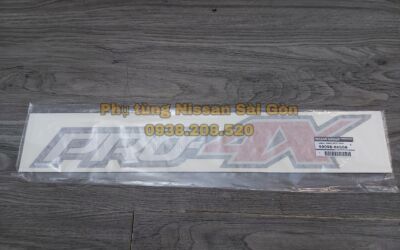 Phụ tùng Nissan Sài Gòn
0938.208.520
PRO-4X